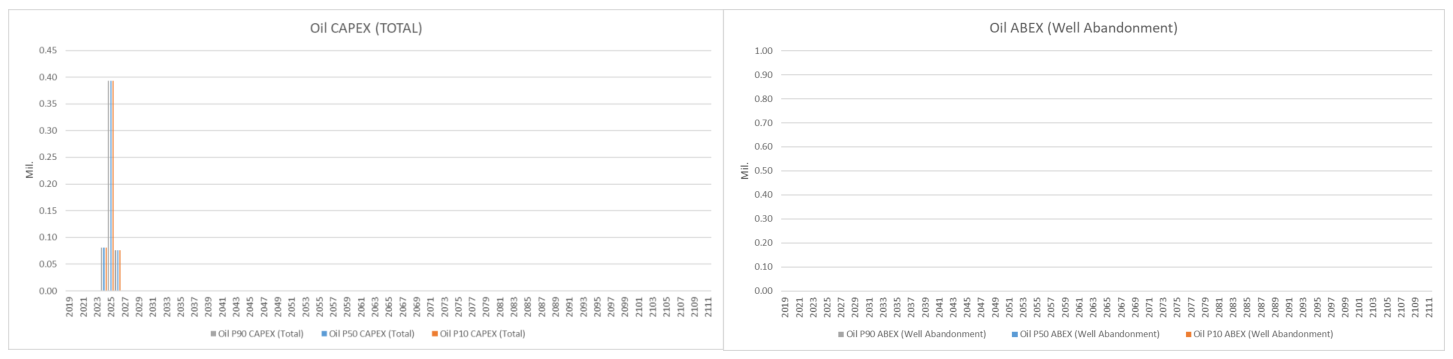 Oil CAPEX (TOTAL)
0.45
0.40
0.35
0.30
0.25
0.20
0.15
0.10
0.05
0.00
Mil.
2019 2021 2023 2025 2027 2029 2031 2033 2035 2037 2039 2041 2043 2045 2047 2049 2051 2053 2055 2057 2059 2061 2063 2065 2067 2069 2071 2073 2075 2077 2079 2081 2083 2085 2087 2089 2091 2093 2095 2097 2099 2101 2103 2105 2107 2109 2111
Oil P90 CAPEX (Total) Oil P50 CAPEX (Total) Oil P10 CAPEX (Total)
Oil ABEX (Well Abandonment)
1.00
0.90
0.80
0.70
0.60
0.50
0.40
0.30
0.20
0.10
0.00
Mil.
2019 2021 2023 2025 2027 2029 2031 2033 2035 2037 2039 2041 2043 2045 2047 2049 2051 2053 2055 2057 2059 2061 2063 2065 2067 2069 2071 2073 2075 2077 2079 2081 2083 2085 2087 2089 2091 2093 2095 2097 2099 2101 2103 2105 2107 2109 2111
Oil P90 ABEX (Well Abandonment) Oil P50 ABEX (Well Abandonment) Oil P10 ABEX (Well Abandonment)